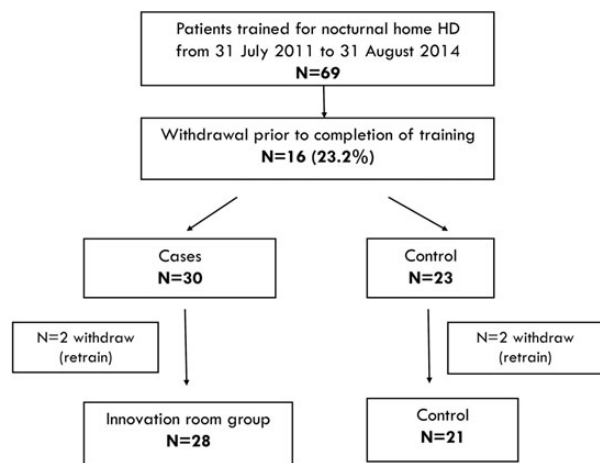 Patients trained for nocturnal home HD
from 31 July 2011 to 31 August 2014
N=69
Withdrawal prior to completion of training
N=16 (23.2%)
Cases
N=30
Control
N=23
N=2 withdraw
(retrain)
N=2 withdraw
(retrain)
Innovation room group
N=28
Control
N=21